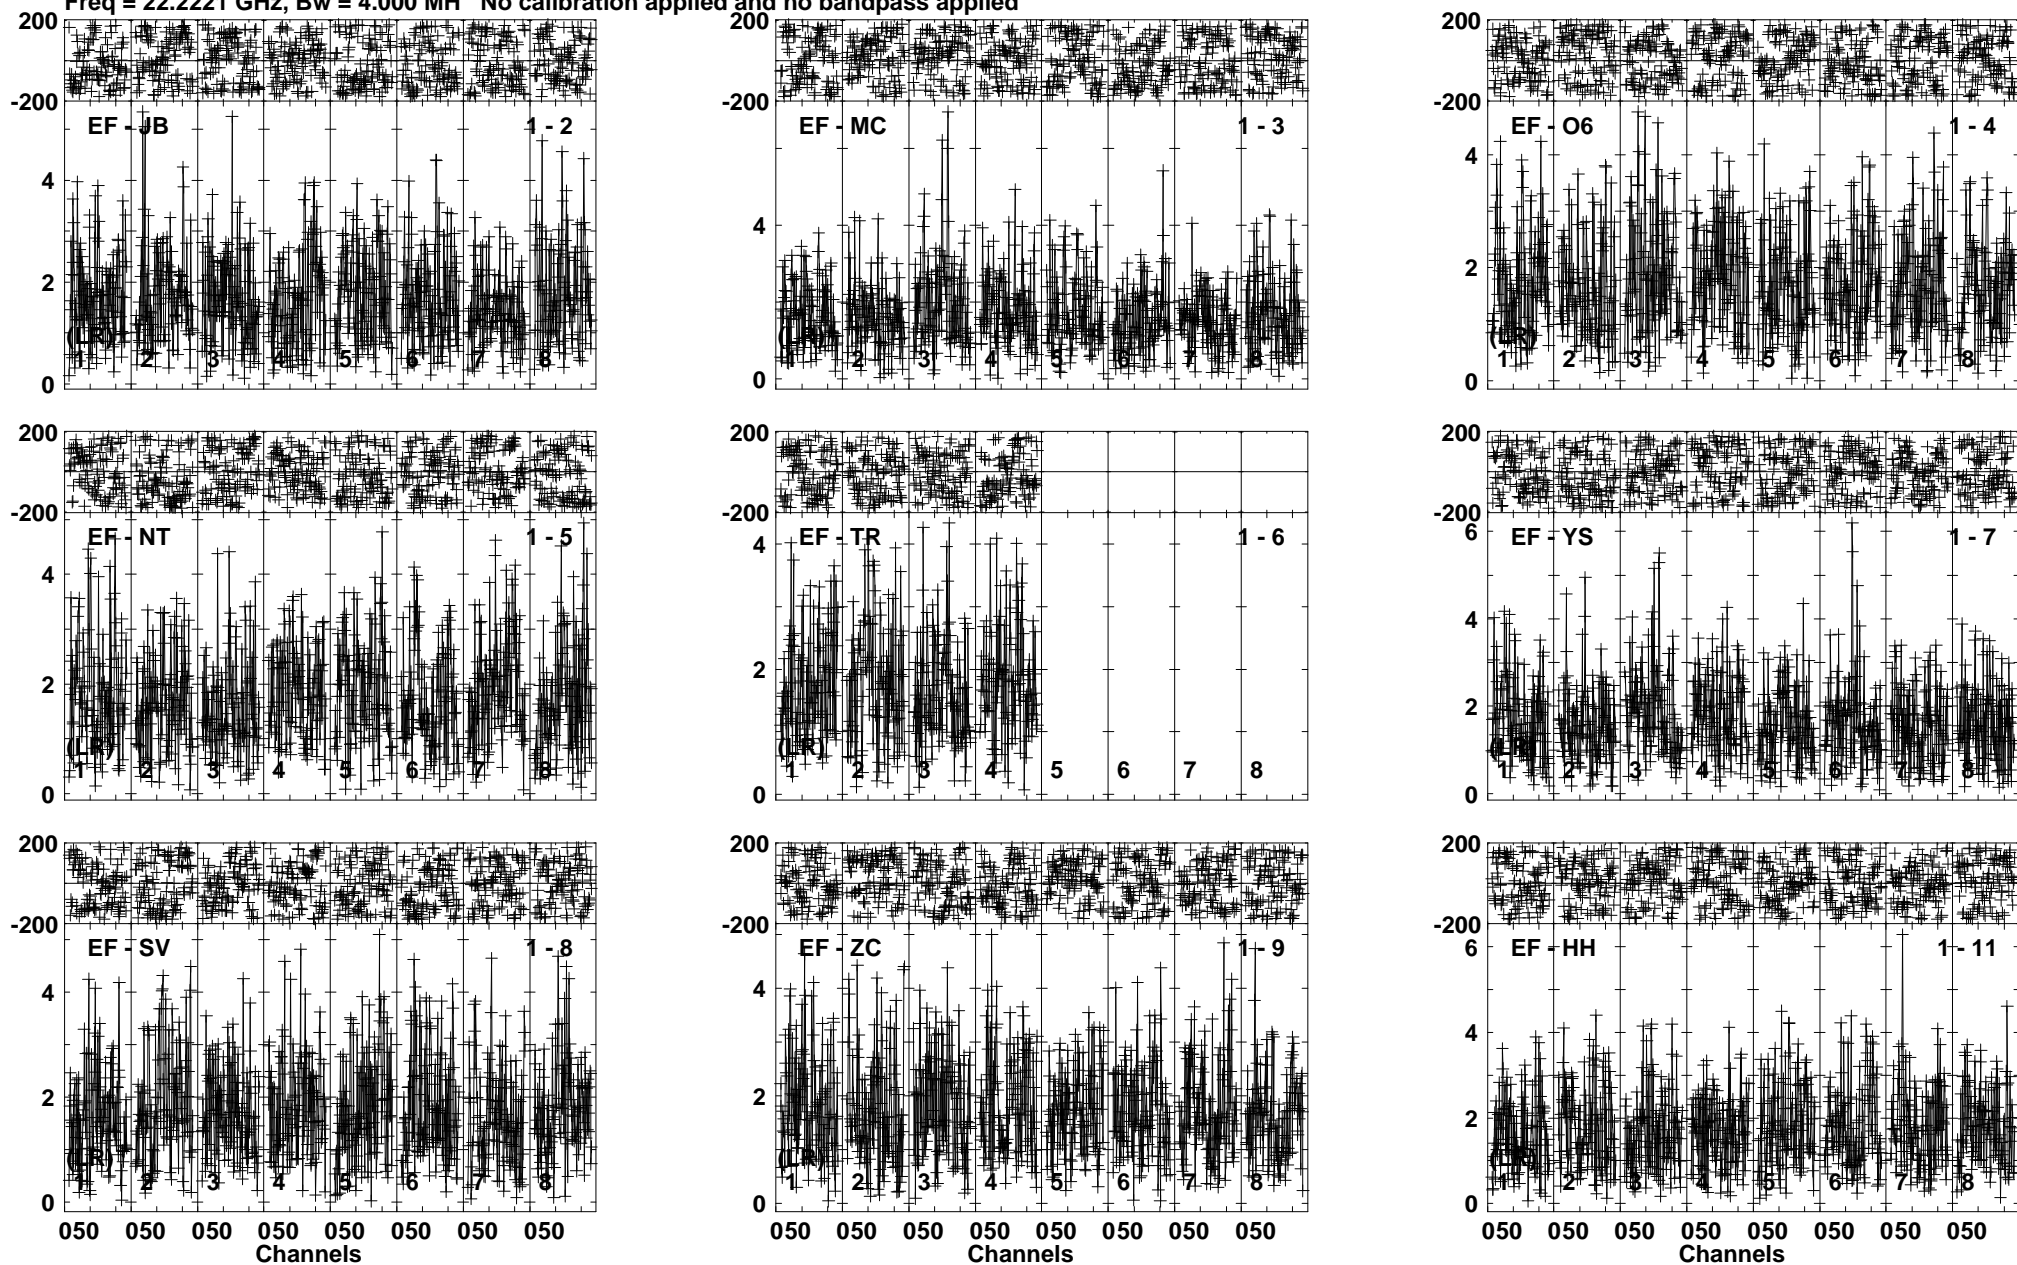 Freq = 22.2221 GHz, Bw = 4.000 MH No calibration applied and no bandpass applied
200 200 200
-200 -200 -200
EF - JB 1 - 2 EF - MC 1 - 3 EF - O6 1 - 4
4 4 4
2 2
(LR) (LR) (LR)
1 2 3 4 5 6 7 8 1 2 3 4 5 6 7 8 1 2 3 4 5 6 7 8
0 0 0
200 200 200
-200 -200 -200
EF - NT 1 - 5 EF - TR 1 - 6 EF - YS 1 - 7
6
4 4 4
2 2 2
(LR) (LR) (LR)
1 2 3 4 5 6 7 8 1 2 3 4 5 6 7 8 1 2 3 4 5 6 7 8
0 0 0
200 200 200
-200 -200 -200
EF - SV 1 - 8 EF - ZC 1 - 9 EF - HH 1 - 11
6
4 4 4
2 2 2
(LR) (LR) (LR)
1 2 3 4 5 6 7 8 1 2 3 4 5 6 7 8 1 2 3 4 5 6 7 8
0 0 0
050 050 050 050 050 050 050 050 050 050 050 050 050 050 050 050 050 050 050 050 050 050 050 050
Channels Channels Channels